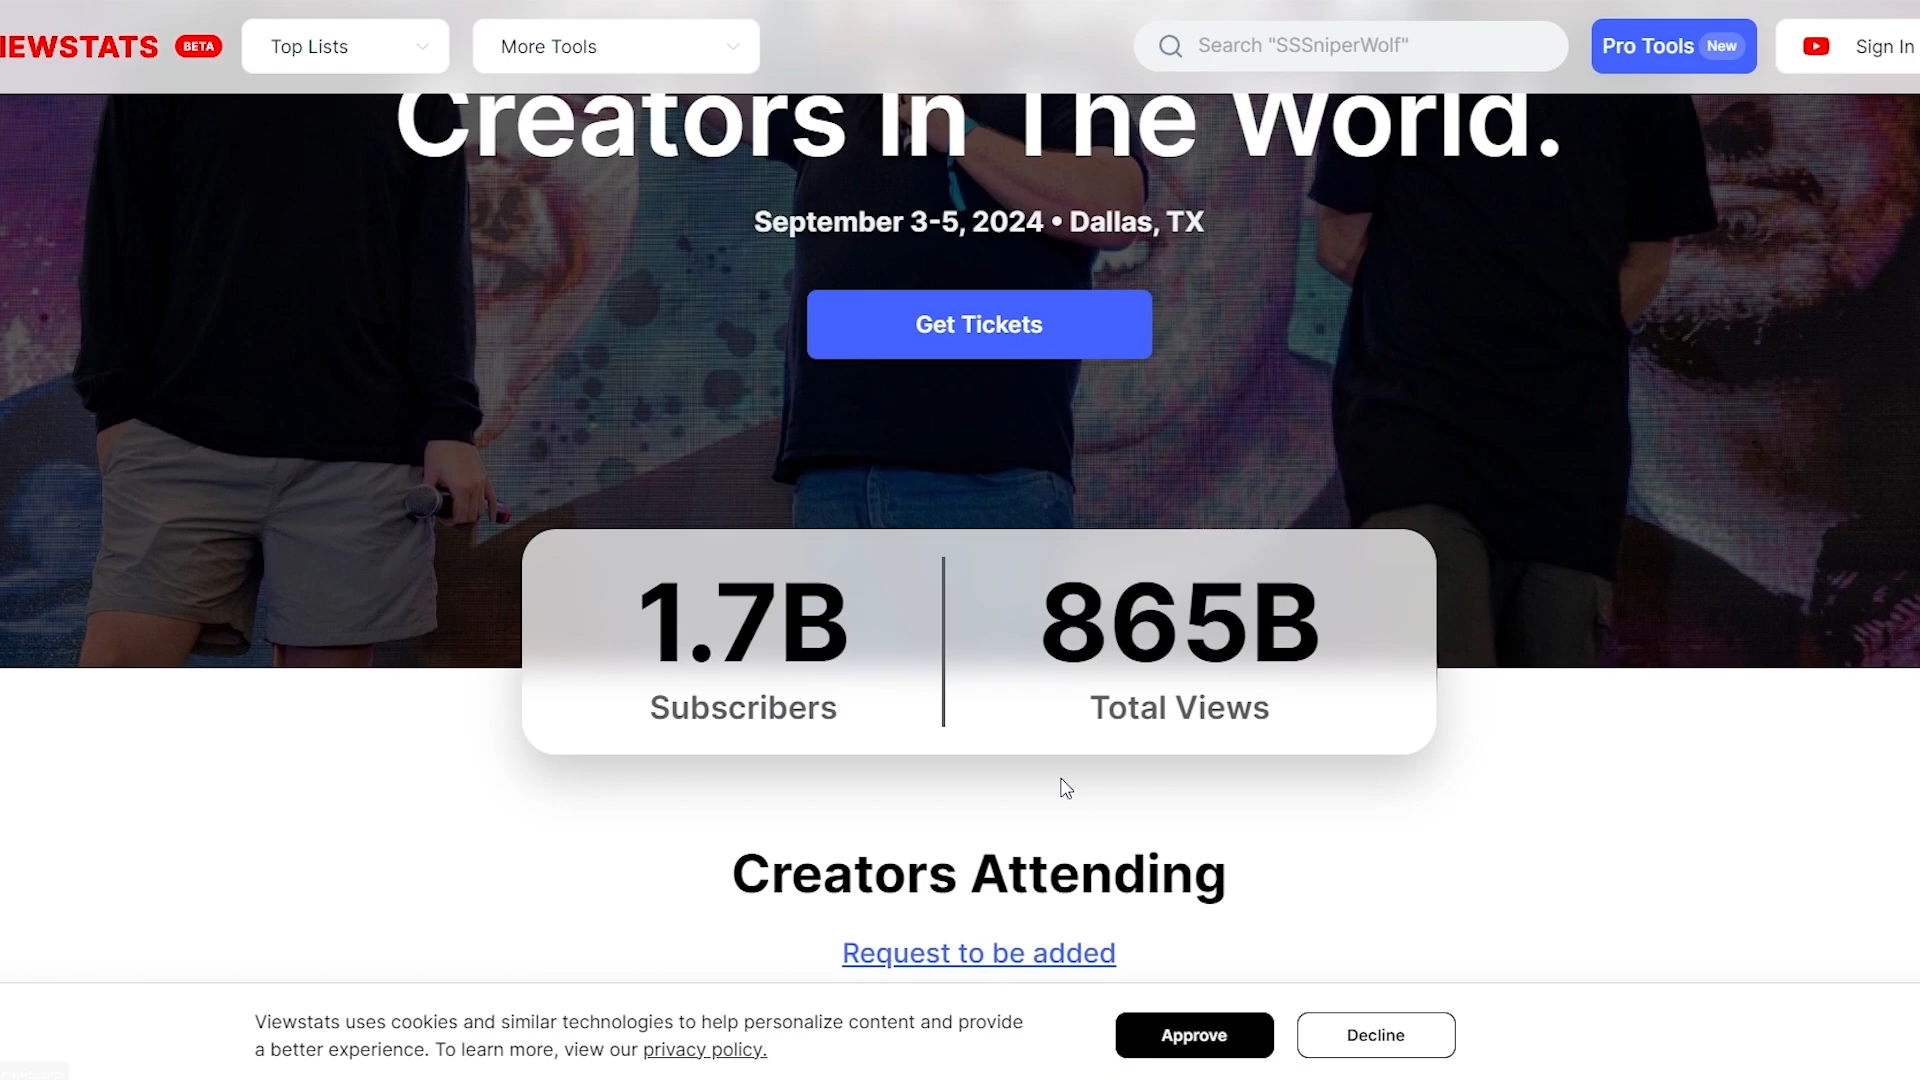 IEWSTATS BETA
Top Lists
More Tools
Search "SSSniperWolf"
Pro Tools New
Sign In
Creators In The World.
September 3-5, 2024 • Dallas, TX
Get Tickets
1.7B
Subscribers
865B
Total Views
Creators Attending
Request to be added
Viewstats uses cookies and similar technologies to help personalize content and provide
a better experience. To learn more, view our privacy policy.
Approve
Decline